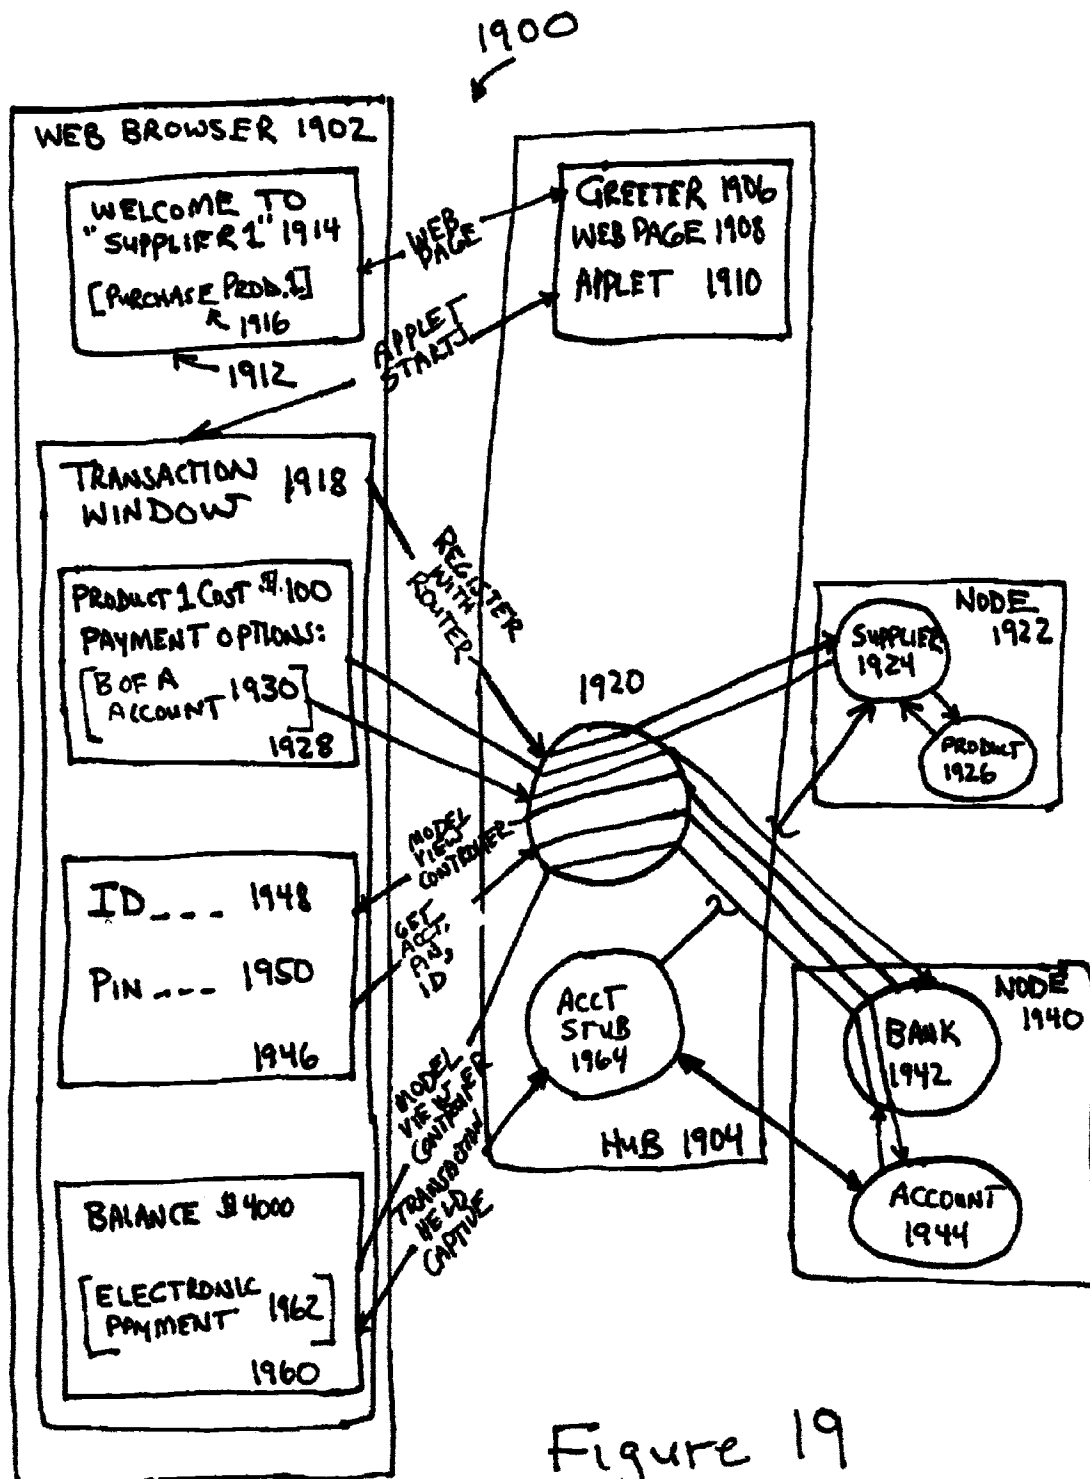 1900
WEB BROWSER 1902
WELCOME TO
"SUPPLIER 1" 1914
[PURCHASE PROD. 1]
1916
1912
WEB
PAGE
GREETER 1906
WEB PAGE 1908
APPLET 1910
APPLET
STARTS
TRANSACTION 1918
WINDOW
REGISTER
WITH
ROUTER
PRODUCT 1 COST $100
PAYMENT OPTIONS:
[B OF A 1930
ACCOUNT]
1928
1920
NODE
1922
SUPPLIER
1924
PRODUCT
1926
MODEL
VIEW
CONTROLLER
ID _ _ _ 1948
PIN _ _ _ 1950
1946
GET
ACCT,
PIN,
ID
ACCT
STUB
1964
HUB 1904
NODE
1940
BANK
1942
ACCOUNT
1944
MODEL
VIEW
CONTROLLER
TRANSACTION
HELD
CAPTIVE
BALANCE $4000
[ELECTRONIC 1962
PAYMENT]
1960
Figure 19